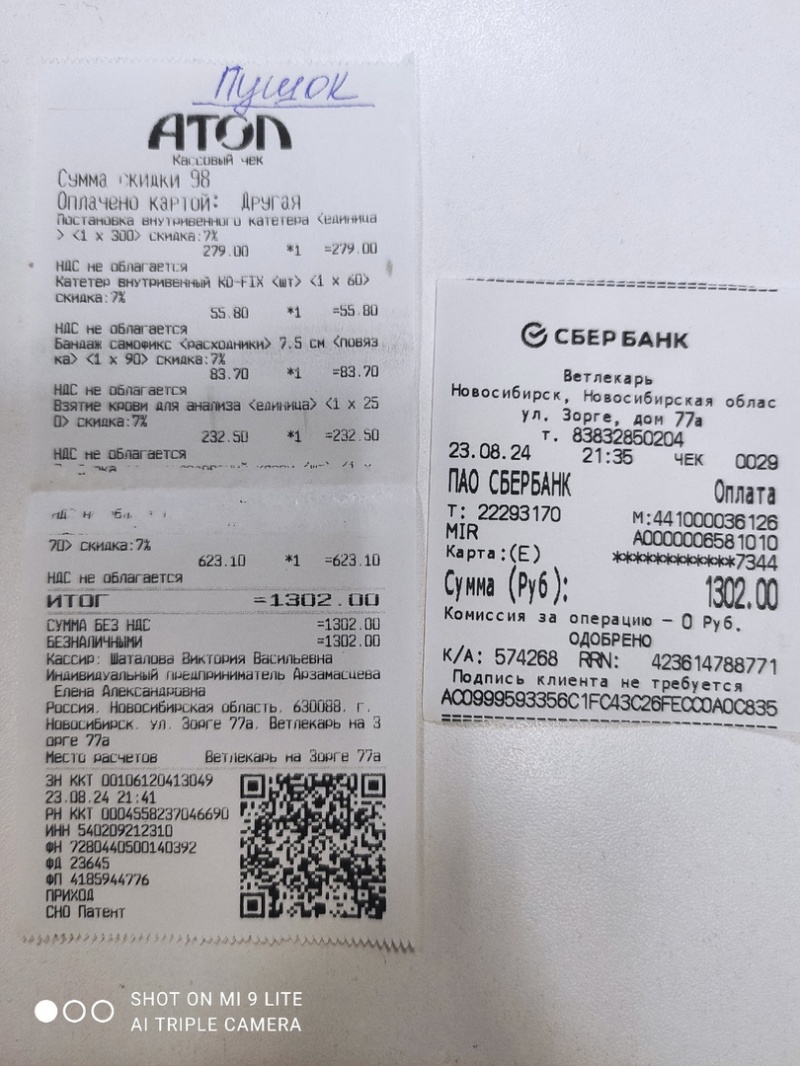 Пушок
АТОЛ
Кассовый чек
Сумма скидки 98
Оплачено картой: Другая
Постановка внутривенного катетера <единица
> <1 x 300> скидка:7%
279.00 *1 =279.00
НДС не облагается
Катетер внутривенный KD-FIX <шт> <1 x 60>
скидка:7%
55.80 *1 =55.80
НДС не облагается
Бандаж самофикс <расходники> 7.5 см <повяз
ка> <1 x 90> скидка:7%
83.70 *1 =83.70
НДС не облагается
Взятие крови для анализа <единица> <1 x 25
0> скидка:7%
232.50 *1 =232.50
НДС не облагается
70> скидка:7%
623.10 *1 =623.10
НДС не облагается
ИТОГ =1302.00
СУММА БЕЗ НДС =1302.00
БЕЗНАЛИЧНЫМИ =1302.00
Кассир: Шаталова Виктория Васильевна
Индивидуальный предприниматель Арзамасцева
Елена Александровна
Россия, Новосибирская область, 630088, г.
Новосибирск, ул. Зорге 77а, Ветлекарь на З
орге 77а
Место расчетов Ветлекарь на Зорге 77а
ЗН ККТ 00106120413049
23.08.24 21:41
РН ККТ 0004558237046690
ИНН 540209212310
ФН 7280440500140392
ФД 23645
ФП 4185944776
ПРИХОД
СНО Патент
СБЕР БАНК
Ветлекарь
Новосибирск, Новосибирская облас
ул. Зорге, дом 77а
т. 83832850204
23.08.24 21:35 ЧЕК 0029
ПАО СБЕРБАНК Оплата
Т: 22293170 М:441000036126
MIR A0000006581010
Карта:(E) ************7344
Сумма (Руб): 1302.00
Комиссия за операцию - 0 Руб.
ОДОБРЕНО
К/А: 574268 RRN: 423614788771
Подпись клиента не требуется
AC0999593356C1FC43C26FECC0A0C835
SHOT ON MI 9 LITE
AI TRIPLE CAMERA